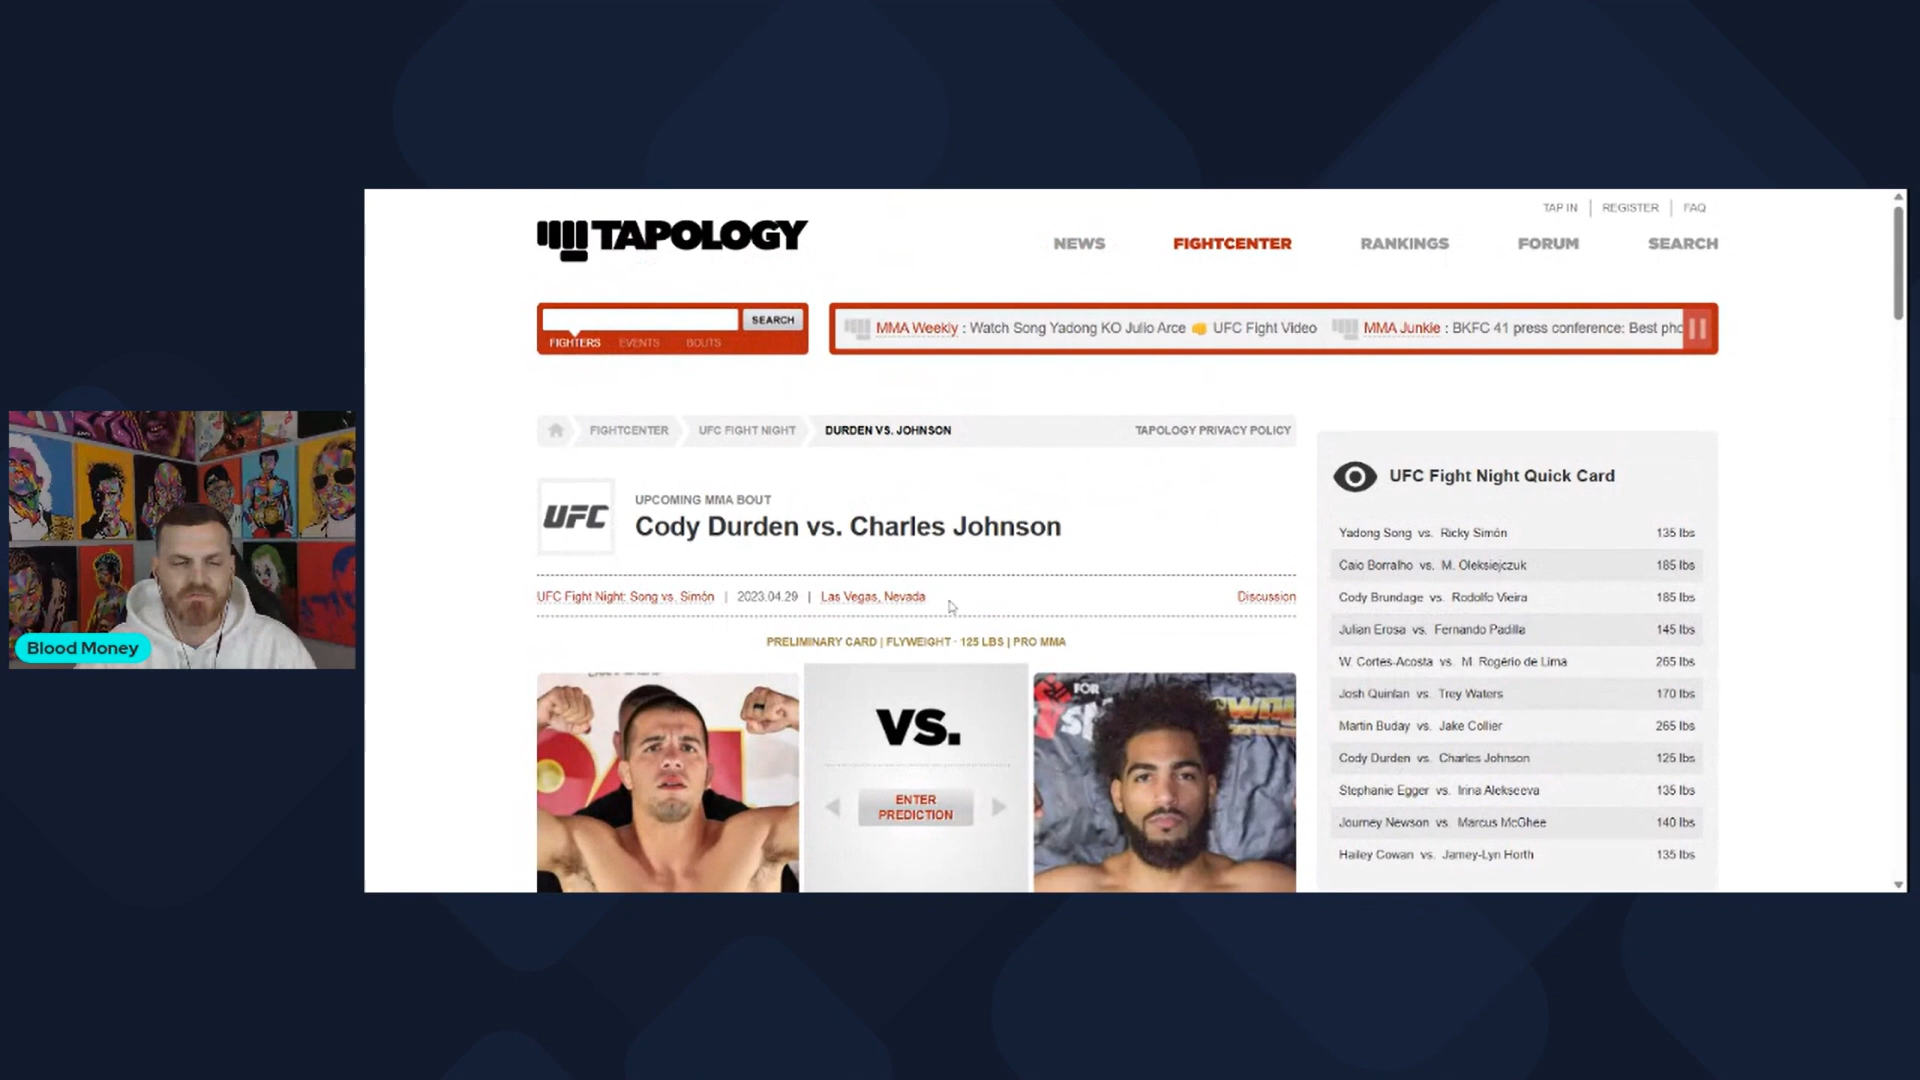 TAP IN | REGISTER | FAQ
TAPOLOGY
NEWS FIGHTCENTER RANKINGS FORUM SEARCH
SEARCH
FIGHTERS EVENTS BOUTS
MMA Weekly : Watch Song Yadong KO Julio Arce 👊 UFC Fight Video MMA Junkie : BKFC 41 press conference: Best pho
FIGHTCENTER UFC FIGHT NIGHT DURDEN VS. JOHNSON TAPOLOGY PRIVACY POLICY
UFC
UPCOMING MMA BOUT
Cody Durden vs. Charles Johnson
UFC Fight Night: Song vs. Simón | 2023.04.29 | Las Vegas, Nevada Discussion
PRELIMINARY CARD | FLYWEIGHT · 125 LBS | PRO MMA
VS.
ENTER
PREDICTION
FOR
UFC Fight Night Quick Card
Yadong Song vs. Ricky Simón 135 lbs
Caio Borralho vs. M. Oleksiejczuk 185 lbs
Cody Brundage vs. Rodolfo Vieira 185 lbs
Julian Erosa vs. Fernando Padilla 145 lbs
W. Cortes-Acosta vs. M. Rogério de Lima 265 lbs
Josh Quinlan vs. Trey Waters 170 lbs
Martin Buday vs. Jake Collier 265 lbs
Cody Durden vs. Charles Johnson 125 lbs
Stephanie Egger vs. Irina Alekseeva 135 lbs
Journey Newson vs. Marcus McGhee 140 lbs
Hailey Cowan vs. Jamey-Lyn Horth 135 lbs
Blood Money